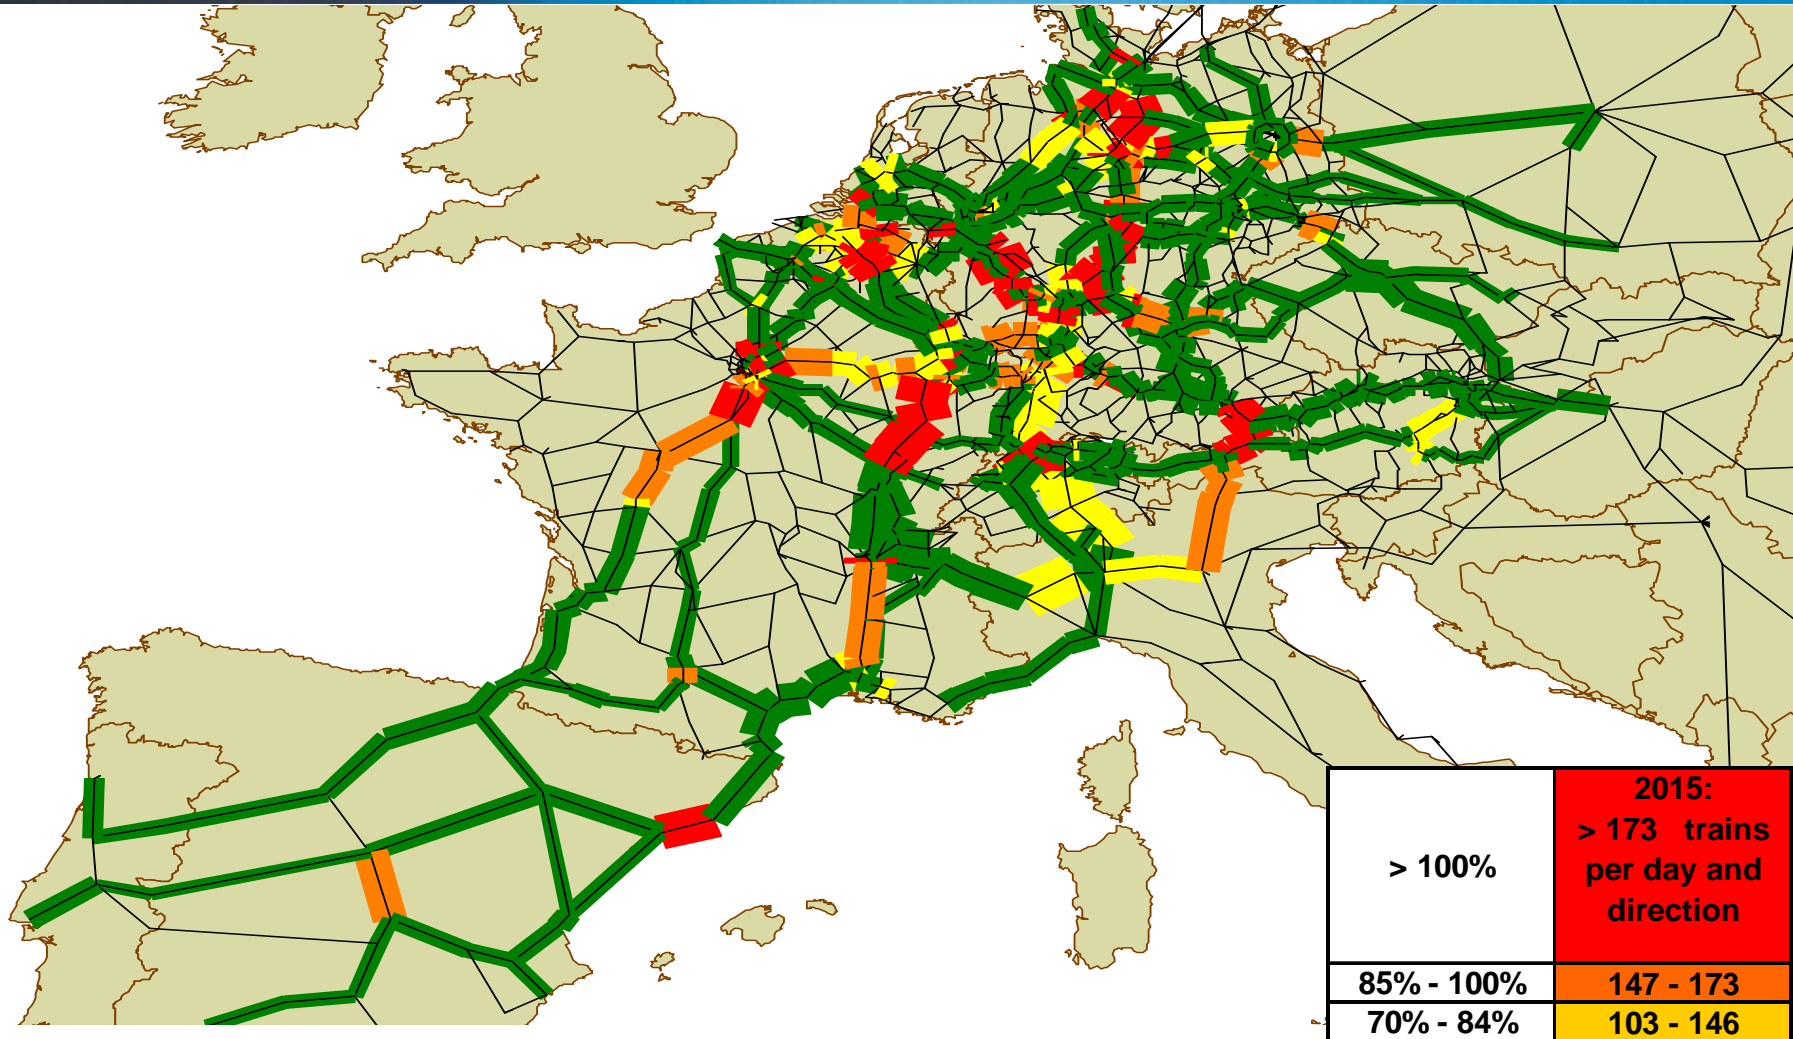 2015:
> 173 trains
per day and
direction
> 100%
85% - 100% 147 - 173
70% - 84% 103 - 146